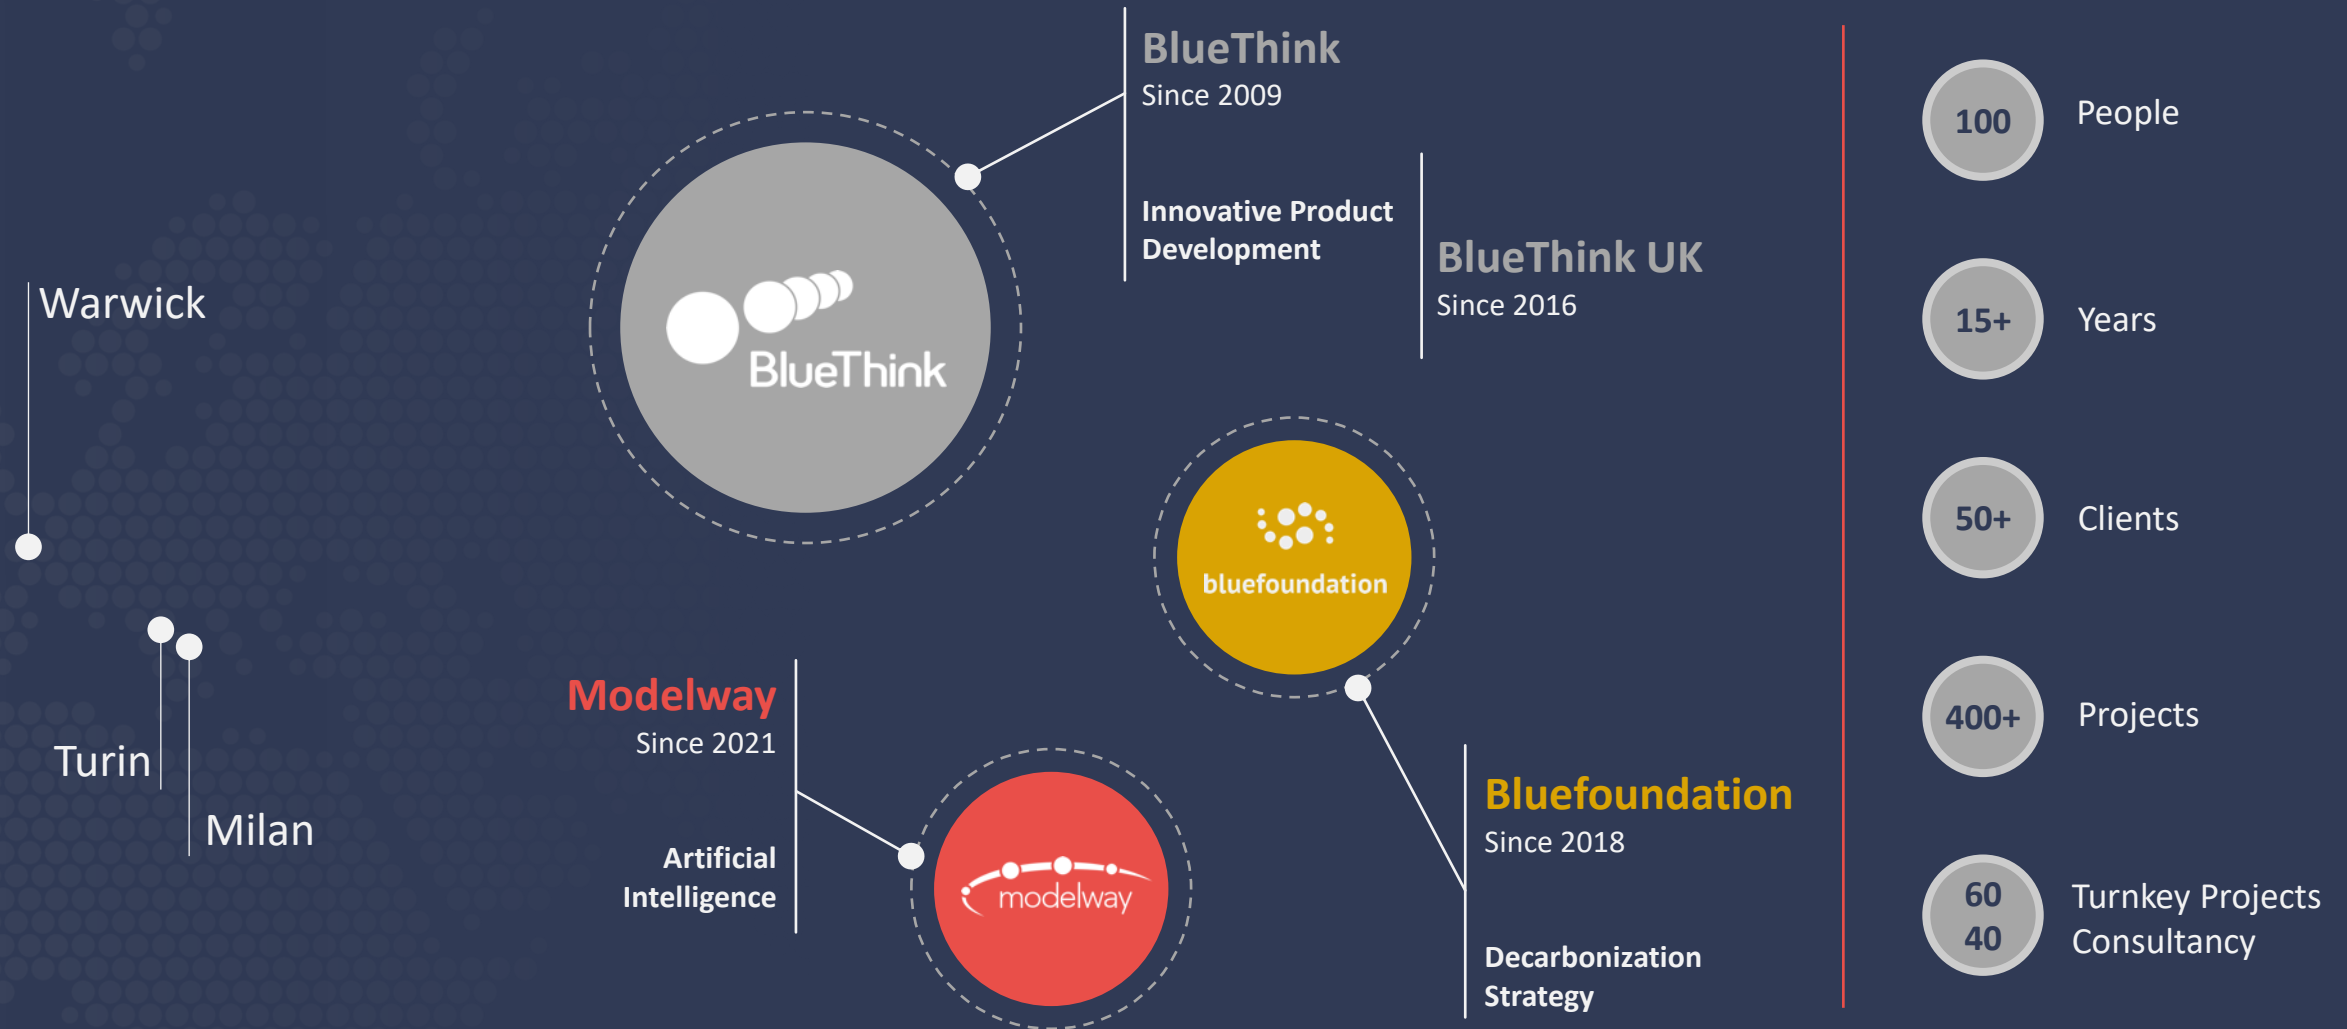 Warwick
Turin
Milan
BlueThink
BlueThink
Since 2009
Innovative Product
Development
BlueThink UK
Since 2016
bluefoundation
Bluefoundation
Since 2018
Decarbonization
Strategy
Modelway
Since 2021
Artificial
Intelligence
modelway
100 People
15+ Years
50+ Clients
400+ Projects
60 Turnkey Projects
40 Consultancy